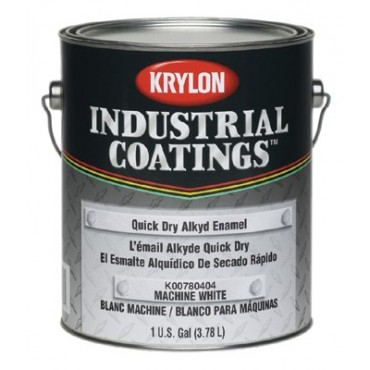 KRYLON
INDUSTRIAL
COATINGS™
Quick Dry Alkyd Enamel
L'émail Alkyde Quick Dry
El Esmalte Alquídico De Secado Rápido
K00780404
MACHINE WHITE
BLANC MACHINE / BLANCO PARA MÁQUINAS
1 U.S. Gal (3.78 L)